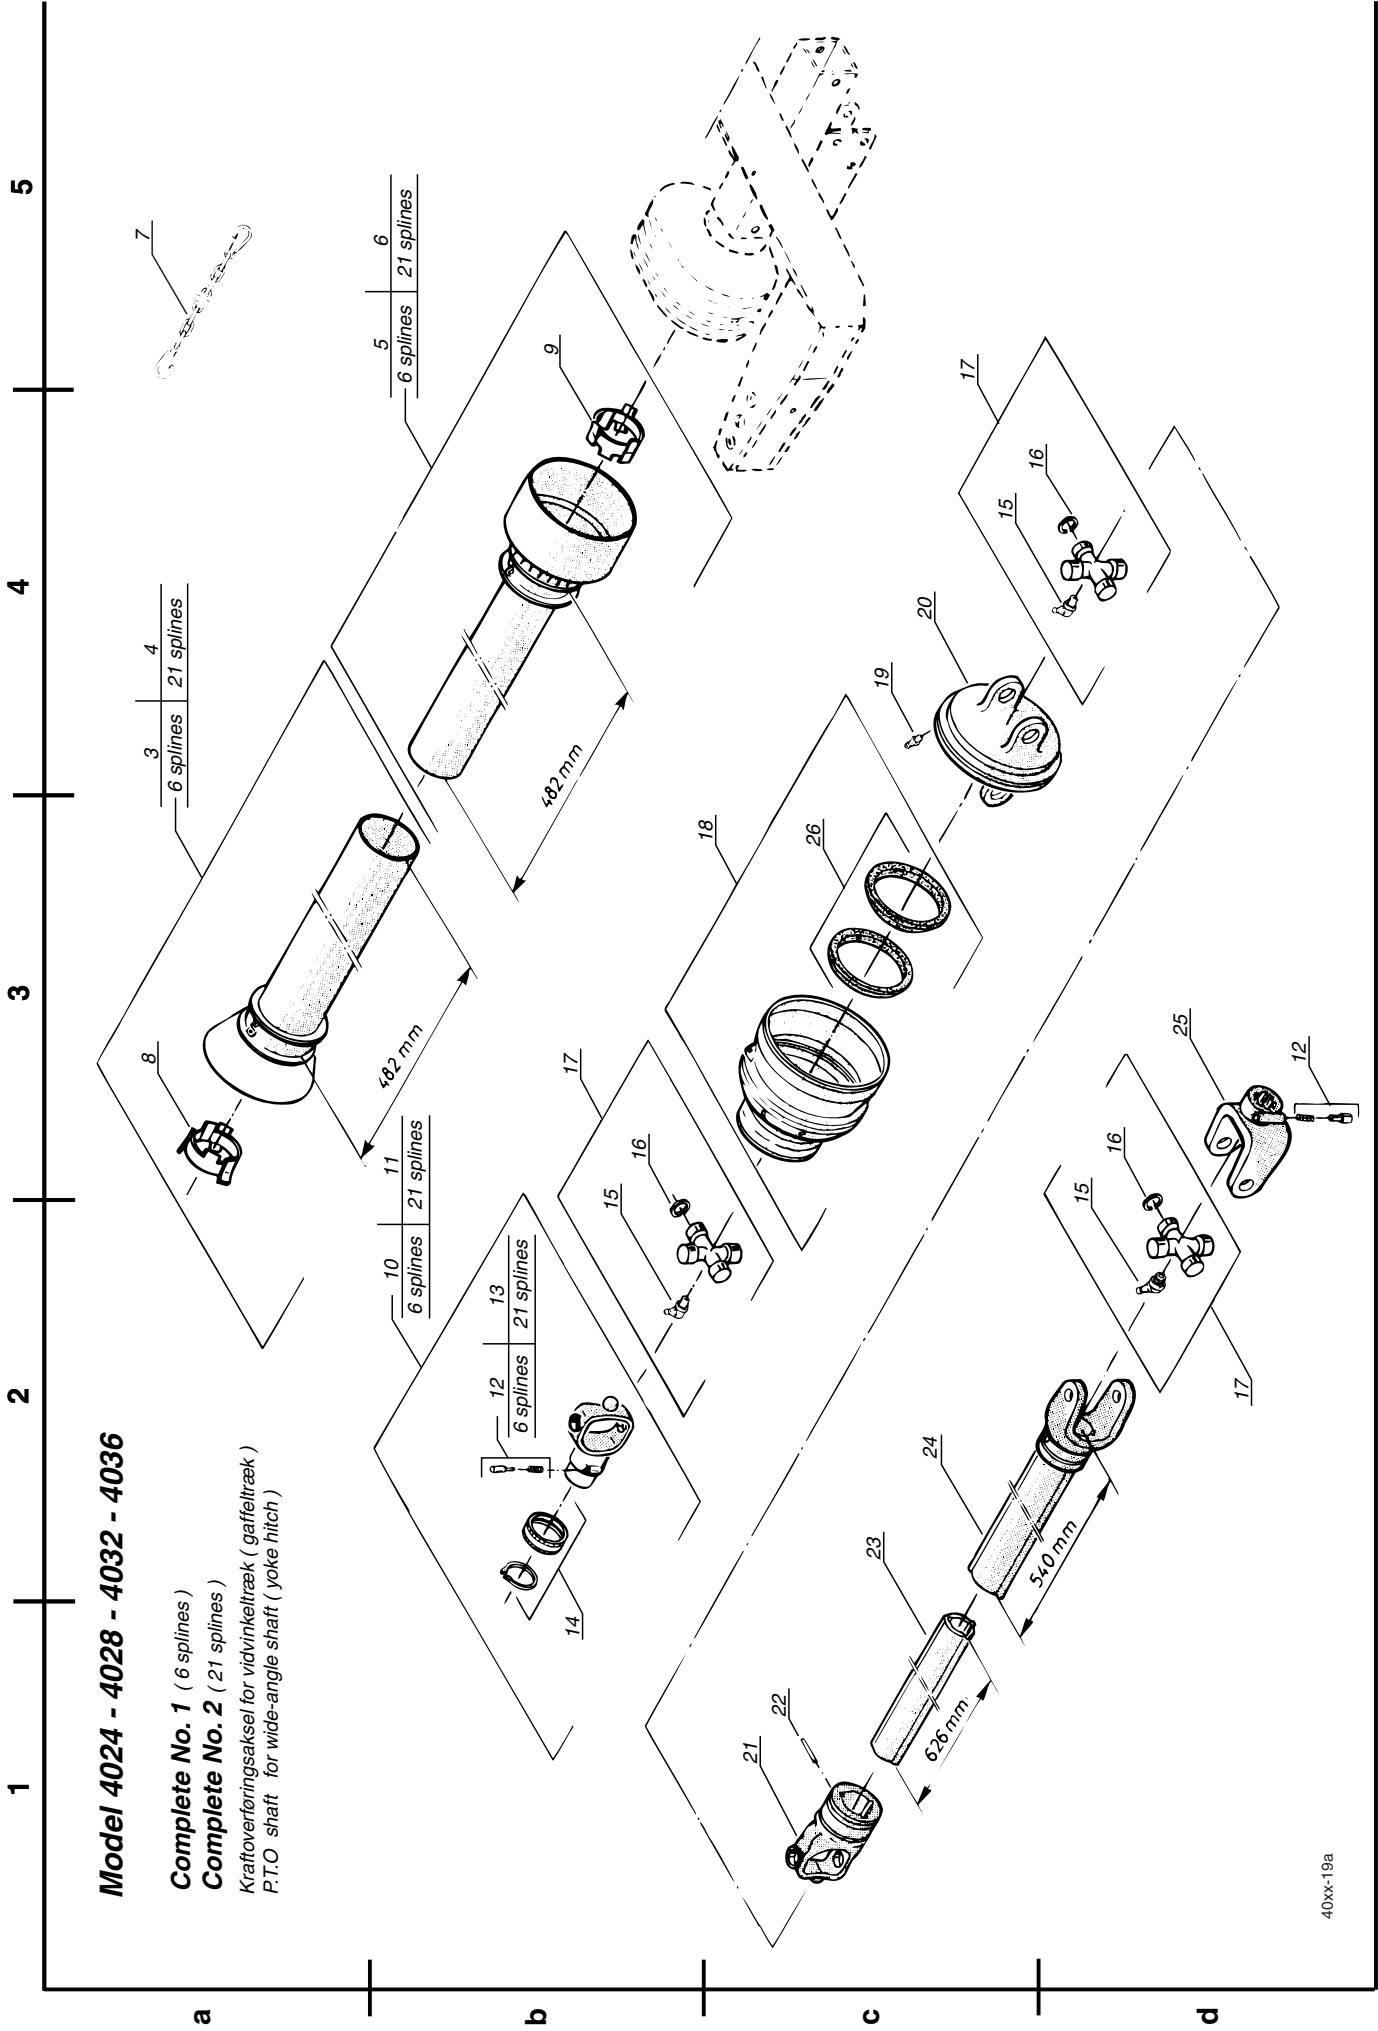 Model 4024 - 4028 - 4032 - 4036
Complete No. 1 ( 6 splines )
Complete No. 2 ( 21 splines )
Kraftoverføringsaksel for vidvinkeltræk ( gaffeltræk )
P.T.O shaft for wide-angle shaft ( yoke hitch )
1
2
3
4
5
a
b
c
d
7
3
4
6 splines
21 splines
5
6
6 splines
21 splines
8
482 mm
9
482 mm
10
11
6 splines
21 splines
12
13
6 splines
21 splines
14
17
15
16
18
26
19
20
17
15
16
21
22
23
626 mm
24
540 mm
15
16
17
25
12
40xx-19a